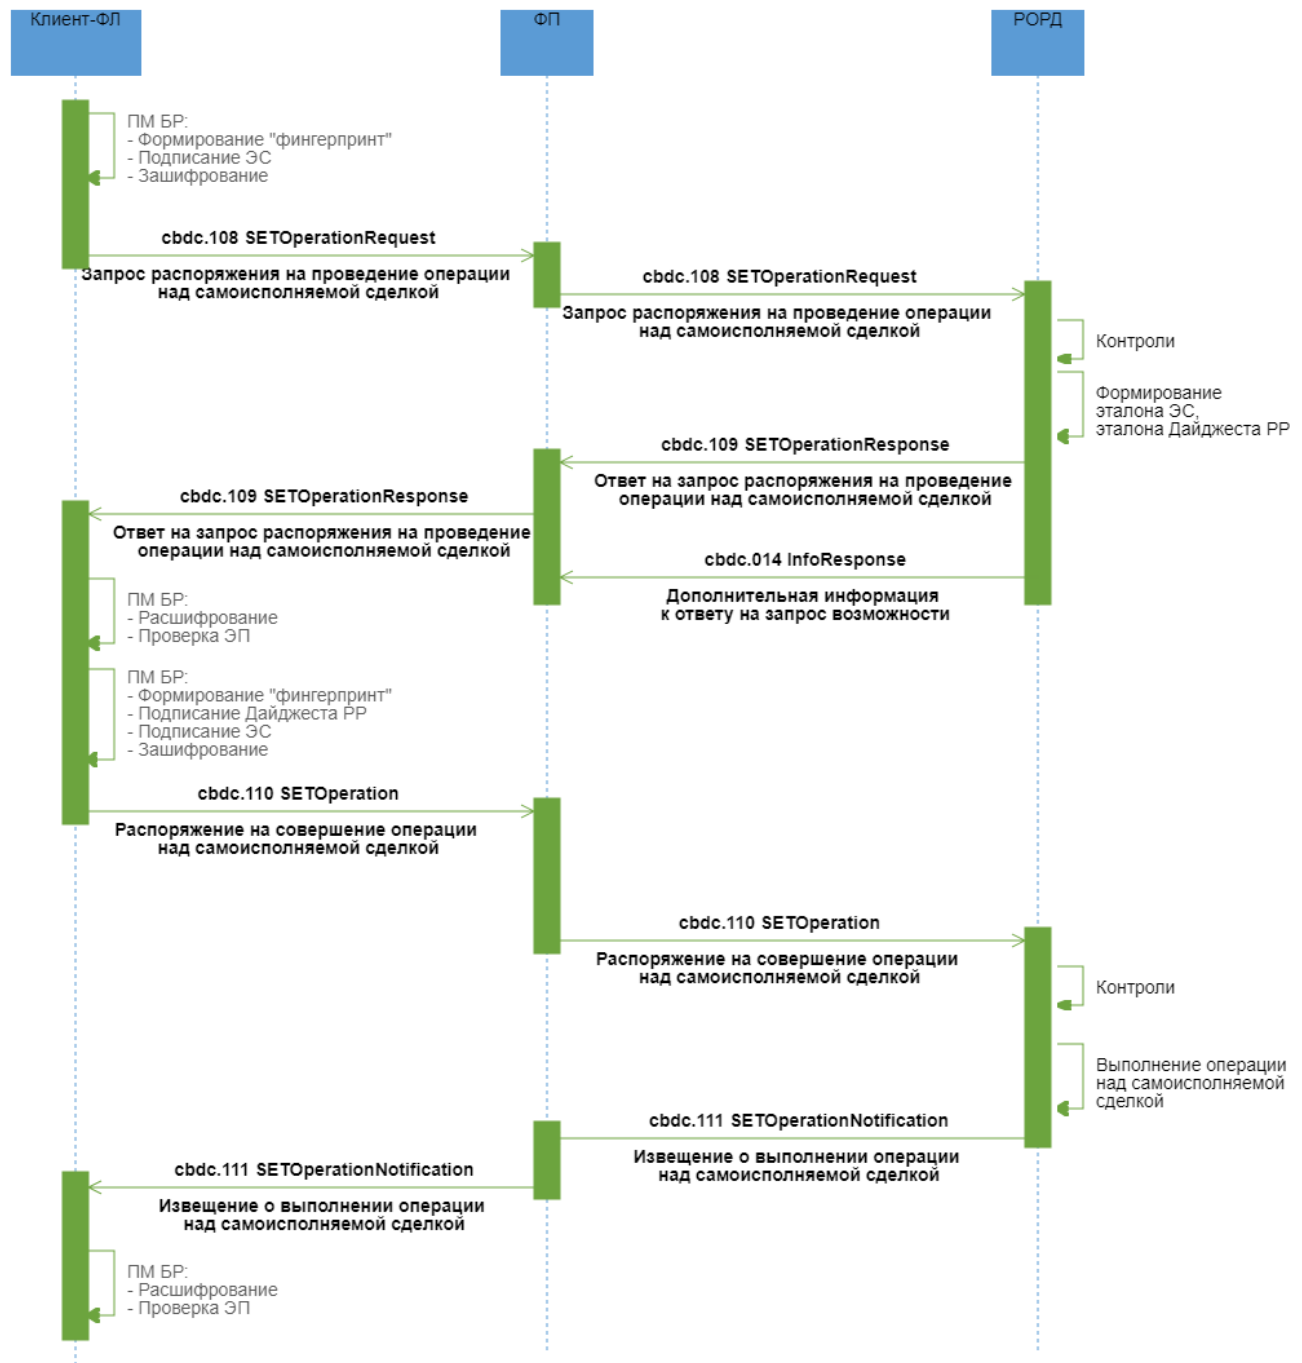 Клиент-ФЛ
ФП
РОРД
ПМ БР:
- Формирование "фингерпринт"
- Подписание ЭС
- Зашифрование
cbdc.108 SETOperationRequest
Запрос распоряжения на проведение операции
над самоисполняемой сделкой
cbdc.108 SETOperationRequest
Запрос распоряжения на проведение операции
над самоисполняемой сделкой
Контроли
Формирование
эталона ЭС,
эталона Дайджеста РР
cbdc.109 SETOperationResponse
Ответ на запрос распоряжения на проведение
операции над самоисполняемой сделкой
cbdc.109 SETOperationResponse
Ответ на запрос распоряжения на проведение
операции над самоисполняемой сделкой
cbdc.014 InfoResponse
Дополнительная информация
к ответу на запрос возможности
ПМ БР:
- Расшифрование
- Проверка ЭП
ПМ БР:
- Формирование "фингерпринт"
- Подписание Дайджеста РР
- Подписание ЭС
- Зашифрование
cbdc.110 SETOperation
Распоряжение на совершение операции
над самоисполняемой сделкой
cbdc.110 SETOperation
Распоряжение на совершение операции
над самоисполняемой сделкой
Контроли
Выполнение операции
над самоисполняемой
сделкой
cbdc.111 SETOperationNotification
Извещение о выполнении операции
над самоисполняемой сделкой
cbdc.111 SETOperationNotification
Извещение о выполнении операции
над самоисполняемой сделкой
ПМ БР:
- Расшифрование
- Проверка ЭП